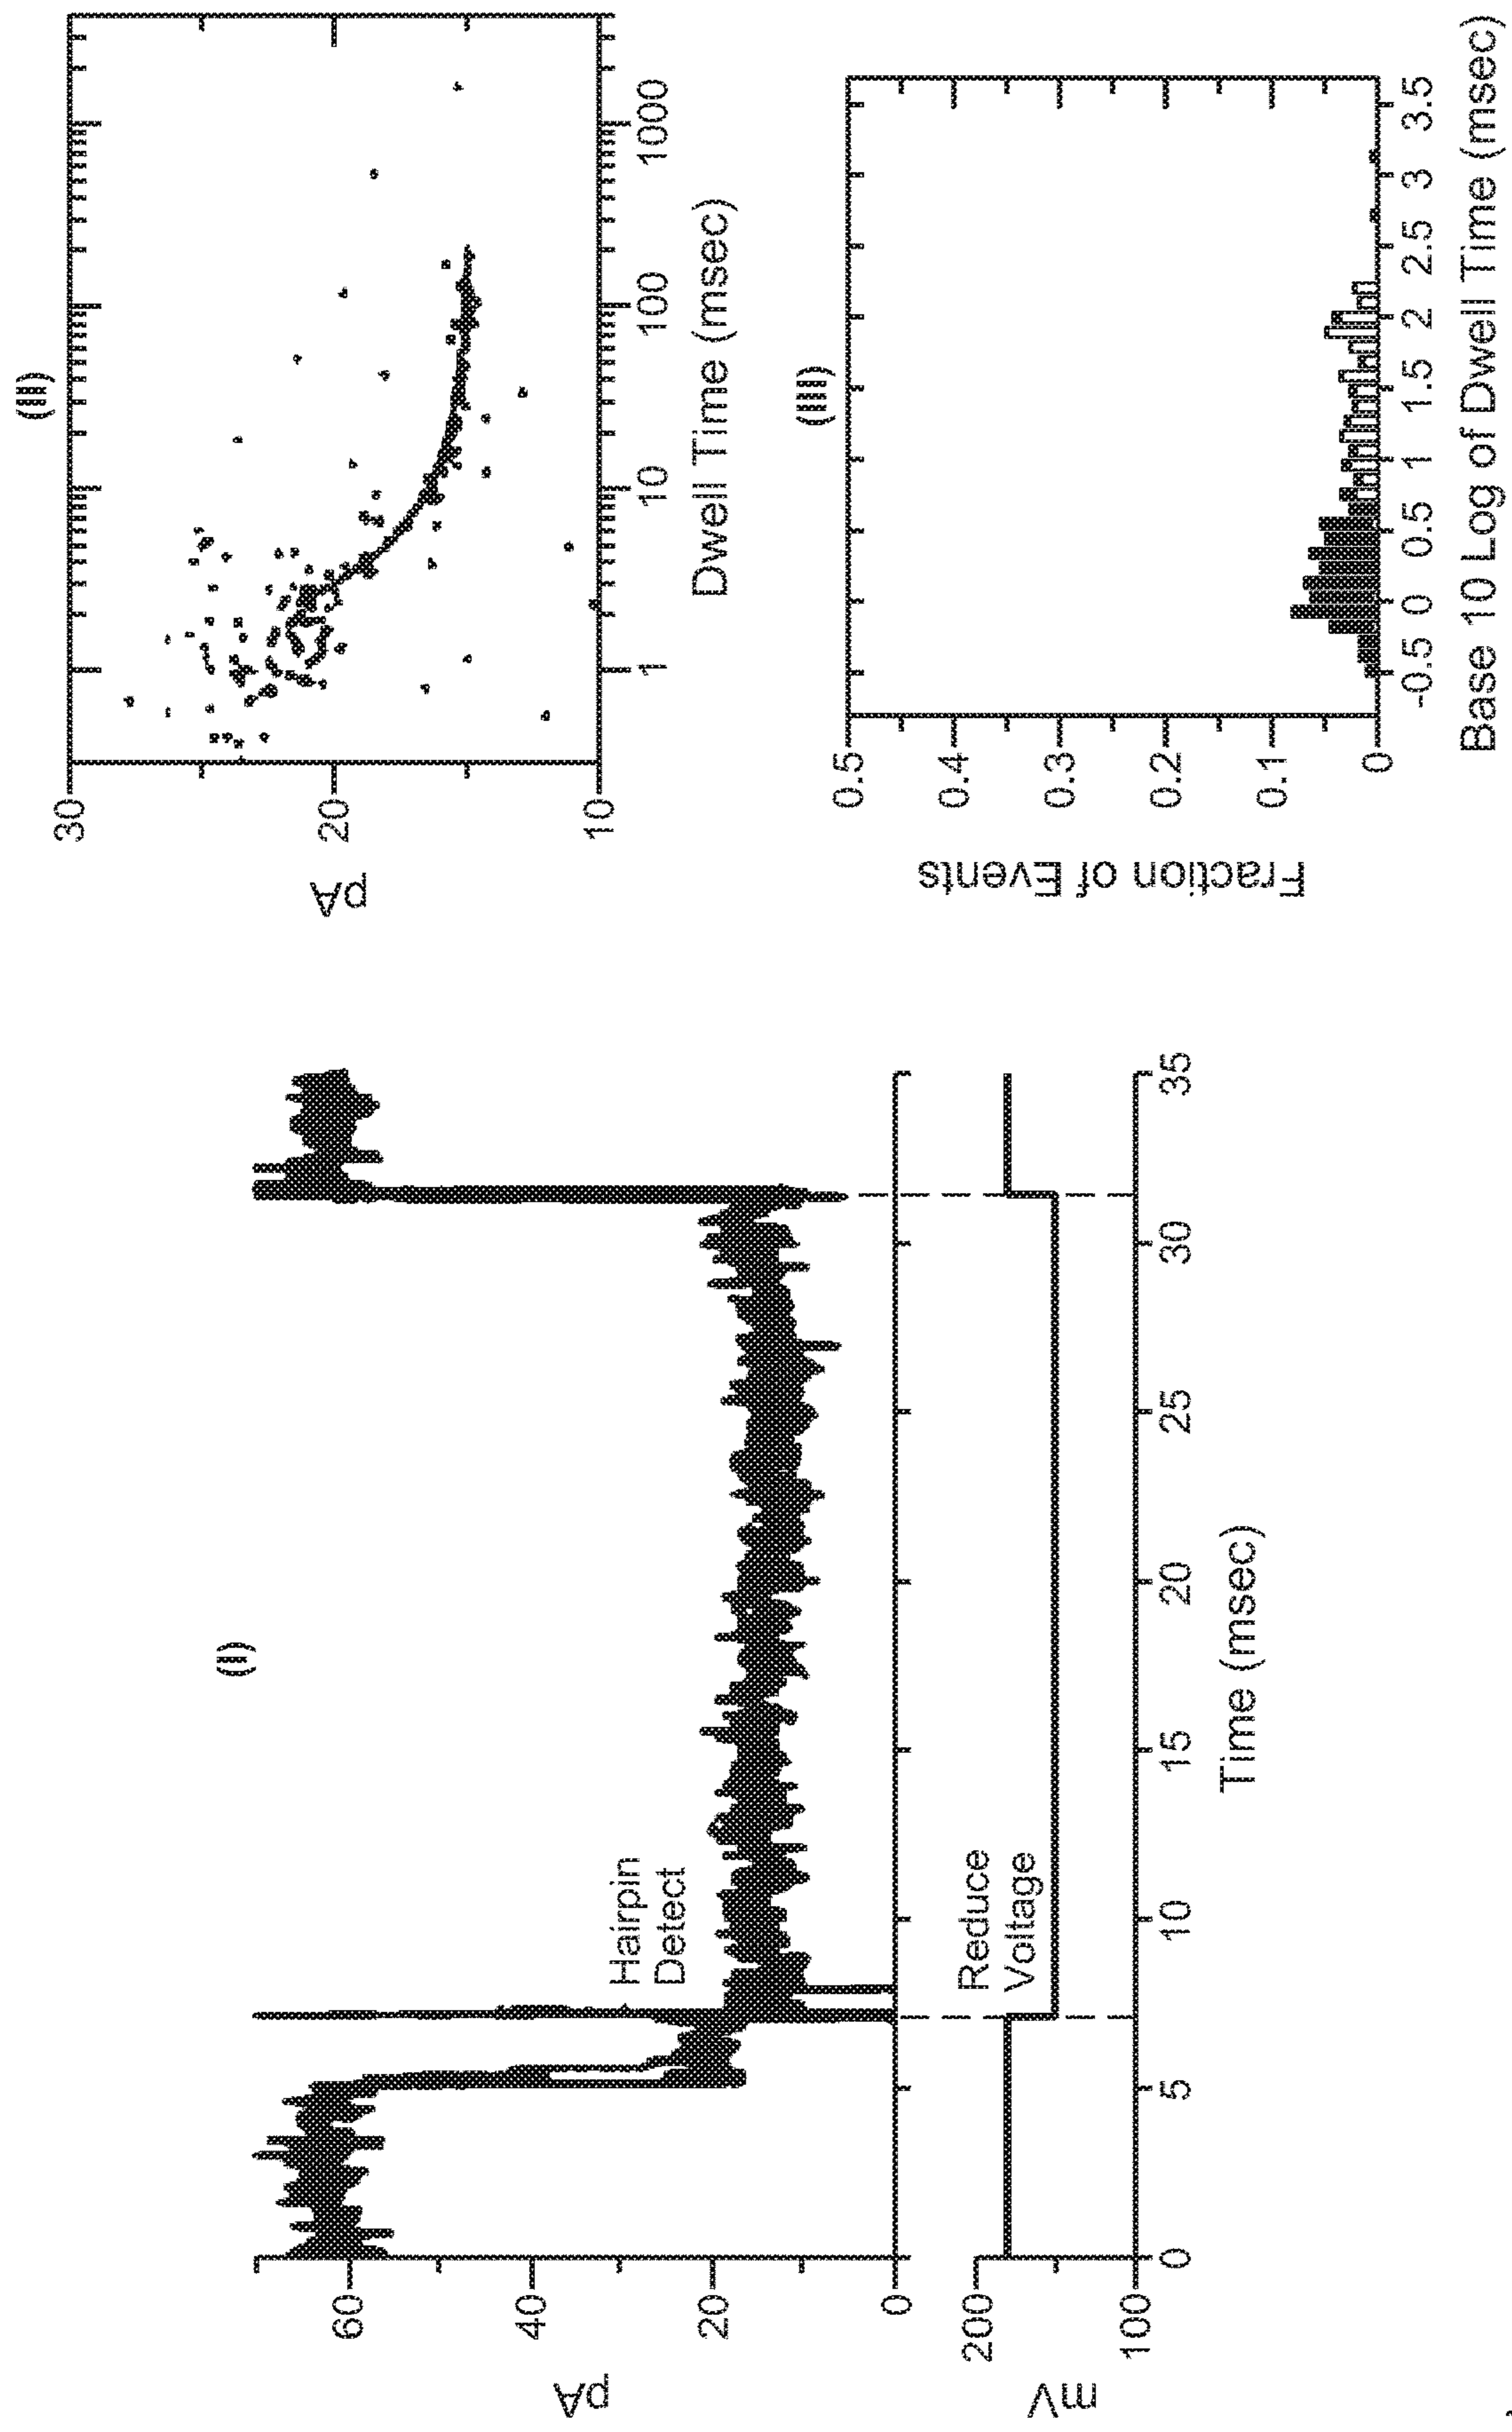 (I)
60
40
20
0
pA
Hairpin
Detect
200
100
mV
Reduce
Voltage
0
5
10
15
20
25
30
35
Time (msec)
(II)
30
20
10
pA
1
10
100
1000
Dwell Time (msec)
(III)
0.5
0.4
0.3
0.2
0.1
0
Fraction of Events
-0.5
0
0.5
1
1.5
2
2.5
3
3.5
Base 10 Log of Dwell Time (msec)